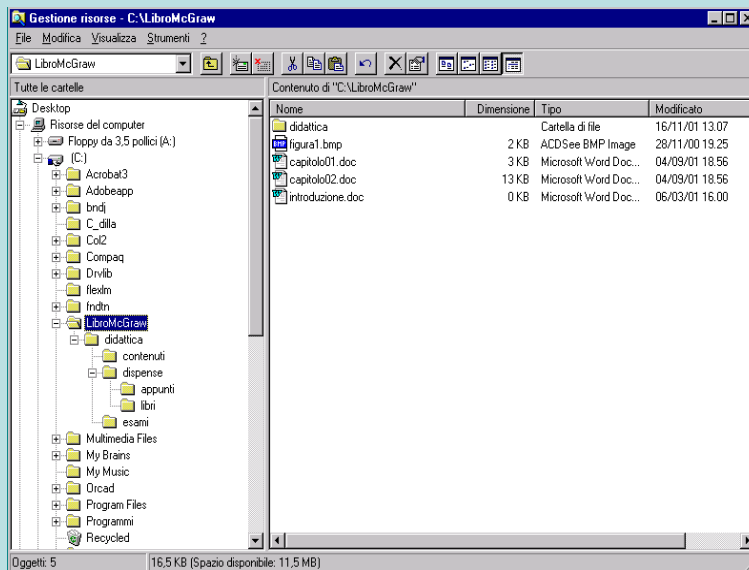 Gestione risorse - C:\LibroMcGraw
File Modifica Visualizza Strumenti ?
LibroMcGraw
Tutte le cartelle
Contenuto di "C:\LibroMcGraw"
Desktop
Risorse del computer
Floppy da 3,5 pollici (A:)
(C:)
Acrobat3
Adobeapp
bndj
C_dilla
Col2
Compaq
Drvlib
flexlm
fndtn
LibroMcGraw
didattica
contenuti
dispense
appunti
libri
esami
Multimedia Files
My Brains
My Music
Orcad
Program Files
Programmi
Recycled
Nome Dimensione Tipo Modificato
didattica Cartella di file 16/11/01 13.07
BMP figura1.bmp 2 KB ACDSee BMP Image 28/11/00 19.25
capitolo01.doc 3 KB Microsoft Word Doc... 04/09/01 18.56
capitolo02.doc 13 KB Microsoft Word Doc... 04/09/01 18.56
introduzione.doc 0 KB Microsoft Word Doc... 06/03/01 16.00
Oggetti: 5
16,5 KB (Spazio disponibile: 11,5 MB)